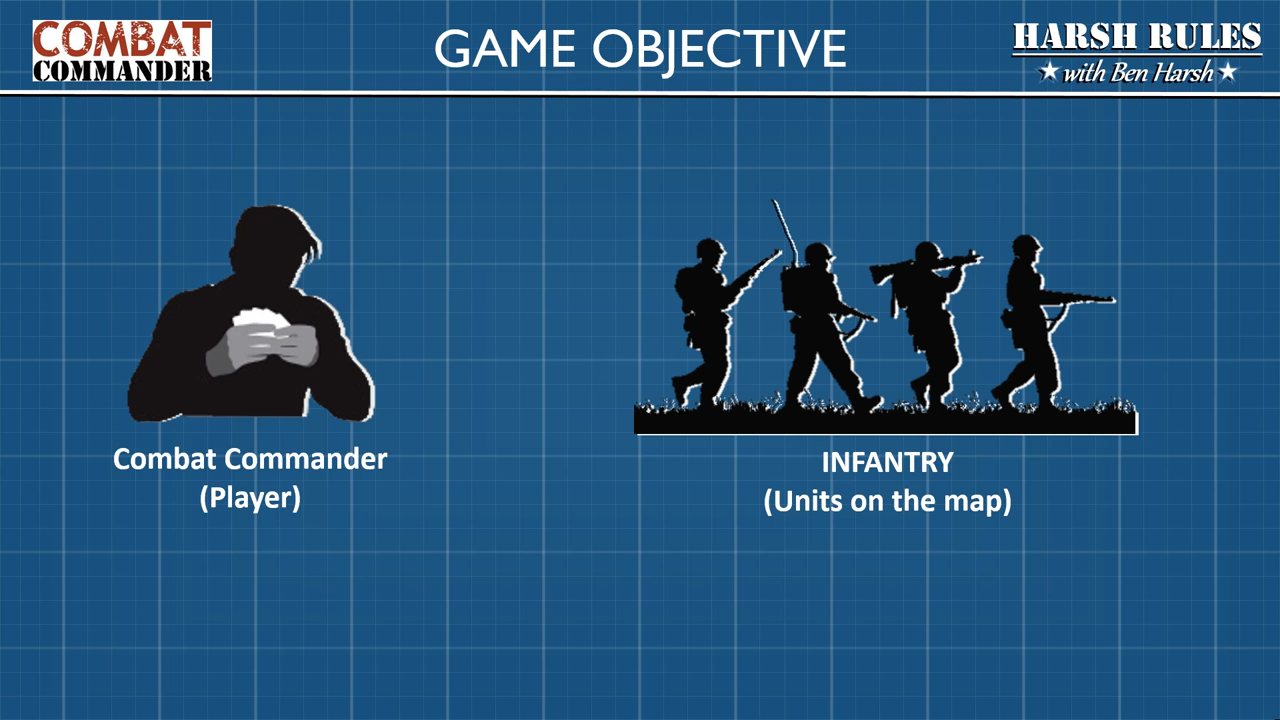 COMBAT
COMMANDER
GAME OBJECTIVE
HARSH RULES
with Ben Harsh
Combat Commander
(Player)
INFANTRY
(Units on the map)